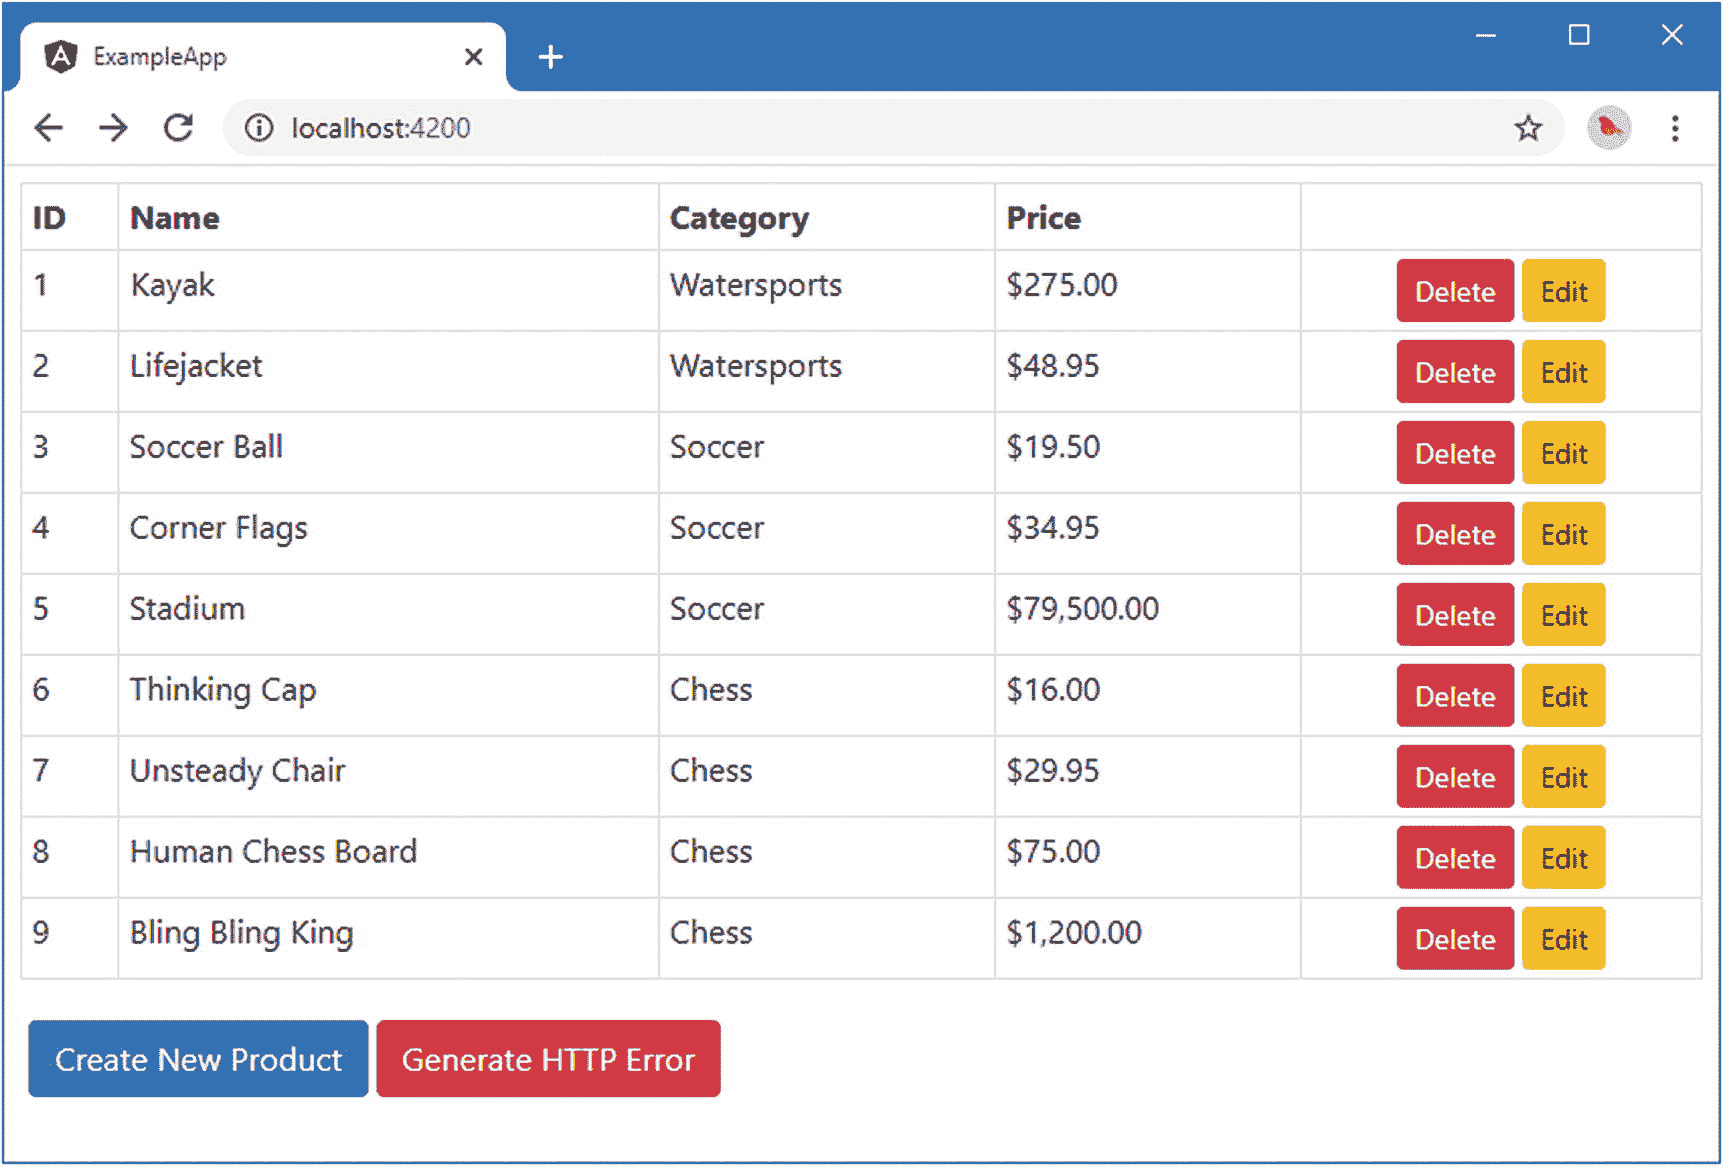 ExampleApp
localhost:4200
ID Name Category Price
1 Kayak Watersports $275.00 Delete Edit
2 Lifejacket Watersports $48.95 Delete Edit
3 Soccer Ball Soccer $19.50 Delete Edit
4 Corner Flags Soccer $34.95 Delete Edit
5 Stadium Soccer $79,500.00 Delete Edit
6 Thinking Cap Chess $16.00 Delete Edit
7 Unsteady Chair Chess $29.95 Delete Edit
8 Human Chess Board Chess $75.00 Delete Edit
9 Bling Bling King Chess $1,200.00 Delete Edit
Create New Product Generate HTTP Error